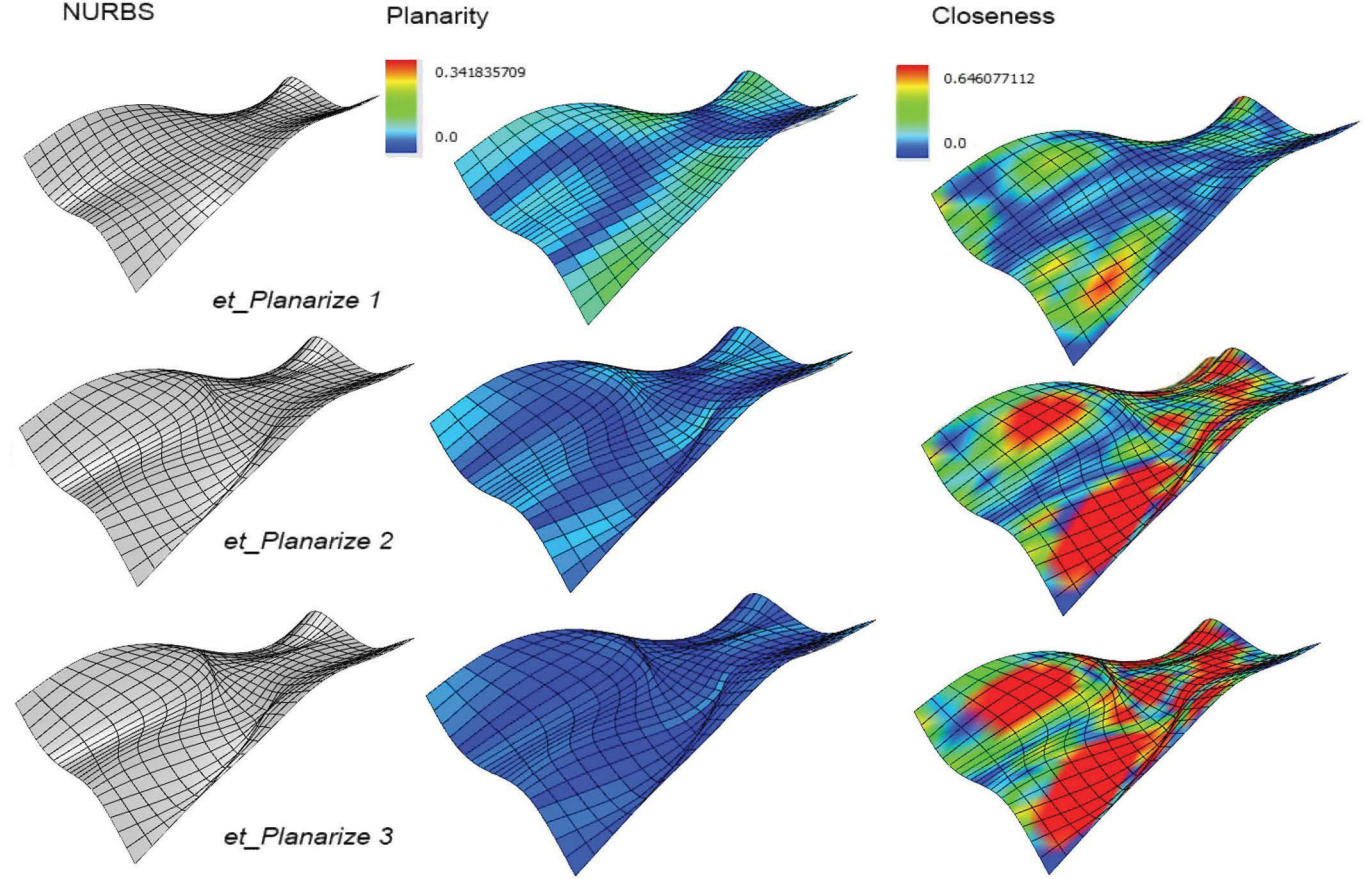 NURBS
Planarity
Closeness
0.341835709
0.0
0.646077112
0.0
et_Planarize 1
et_Planarize 2
et_Planarize 3